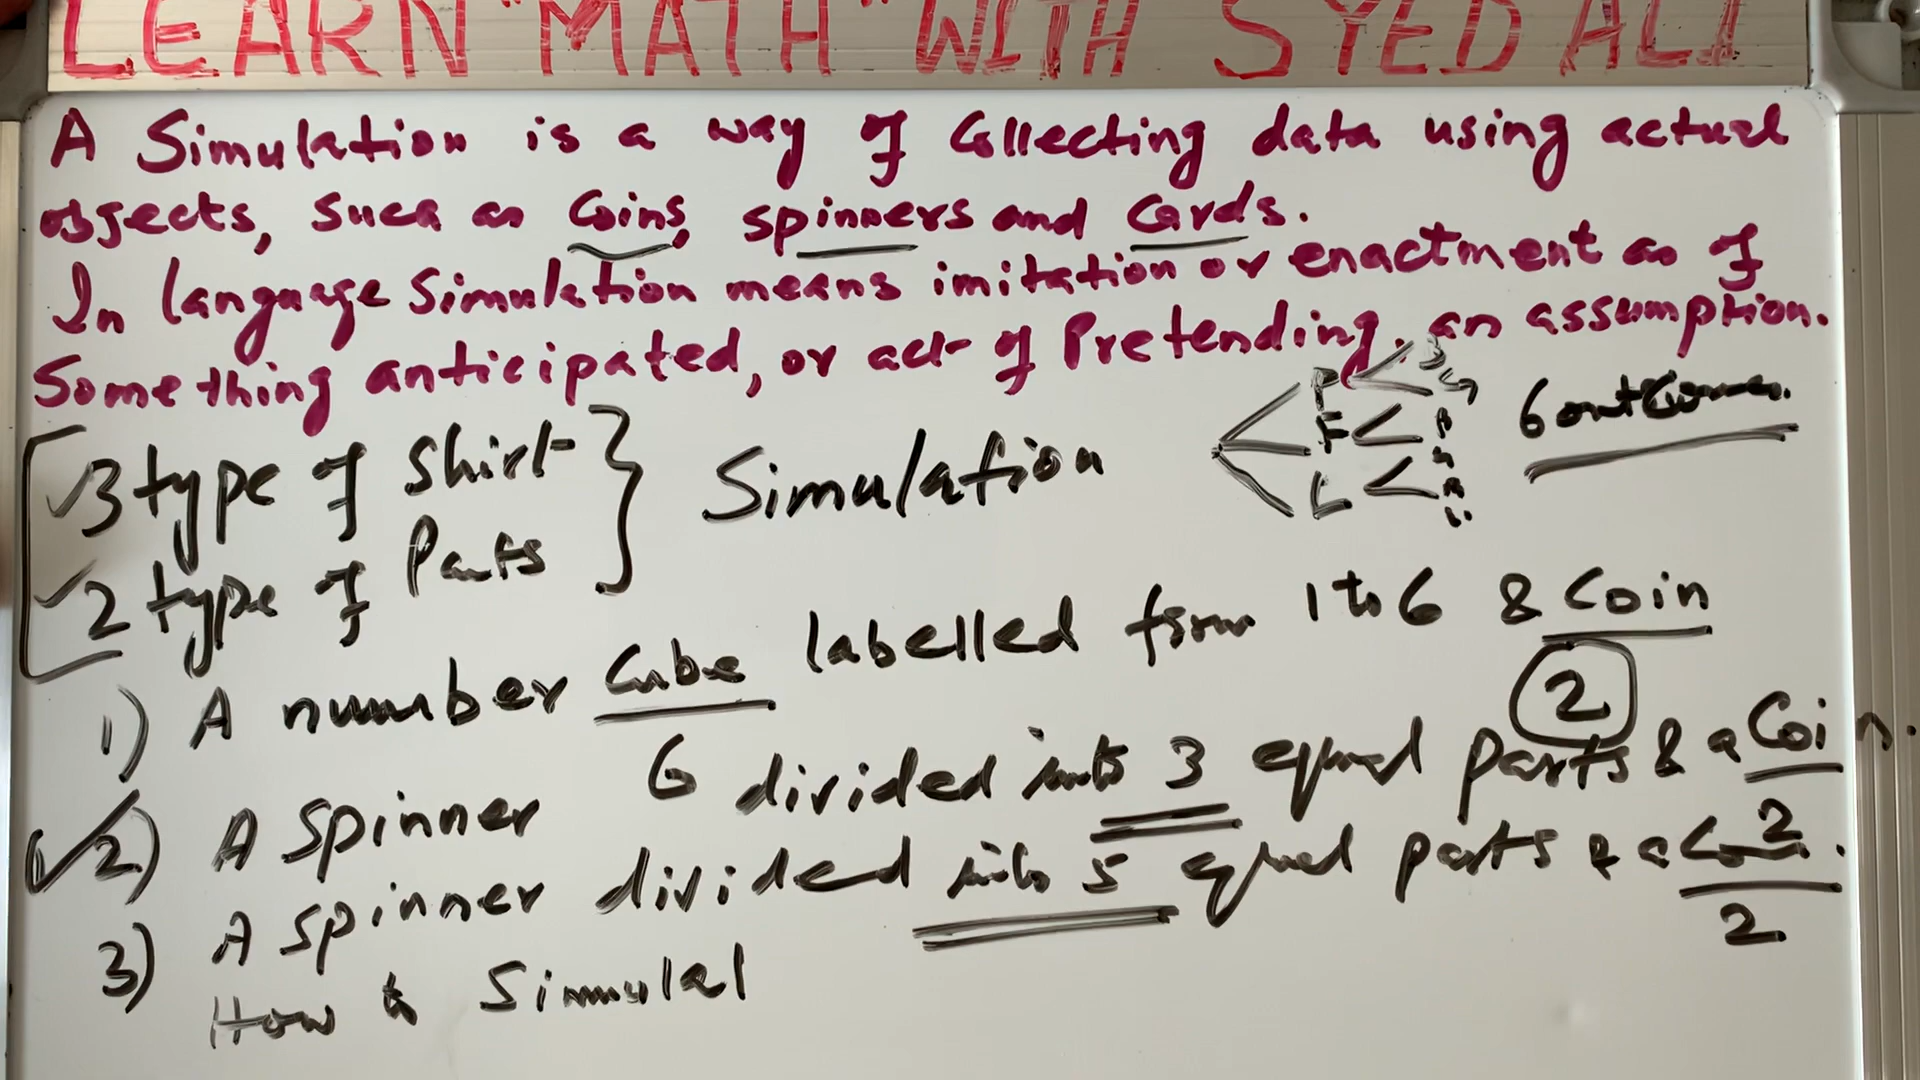 LEARN "MATH" WITH SYED ALI
A Simulation is a way of Collecting data using actual
objects, such as Coins, spinners and Cards.
In language Simulation means imitation or enactment as of
Something anticipated, or act of Pretending, an assumption.
3 type of Shirt
2 type of Pants
Simulation
P
F
L
6 outcomes.
1) A number Cube labelled from 1 to 6 & Coin
6
2
2) A Spinner divided into 3 equal parts & a Coin.
2
3) A Spinner divided into 5 equal parts & a
2
How to Simulat